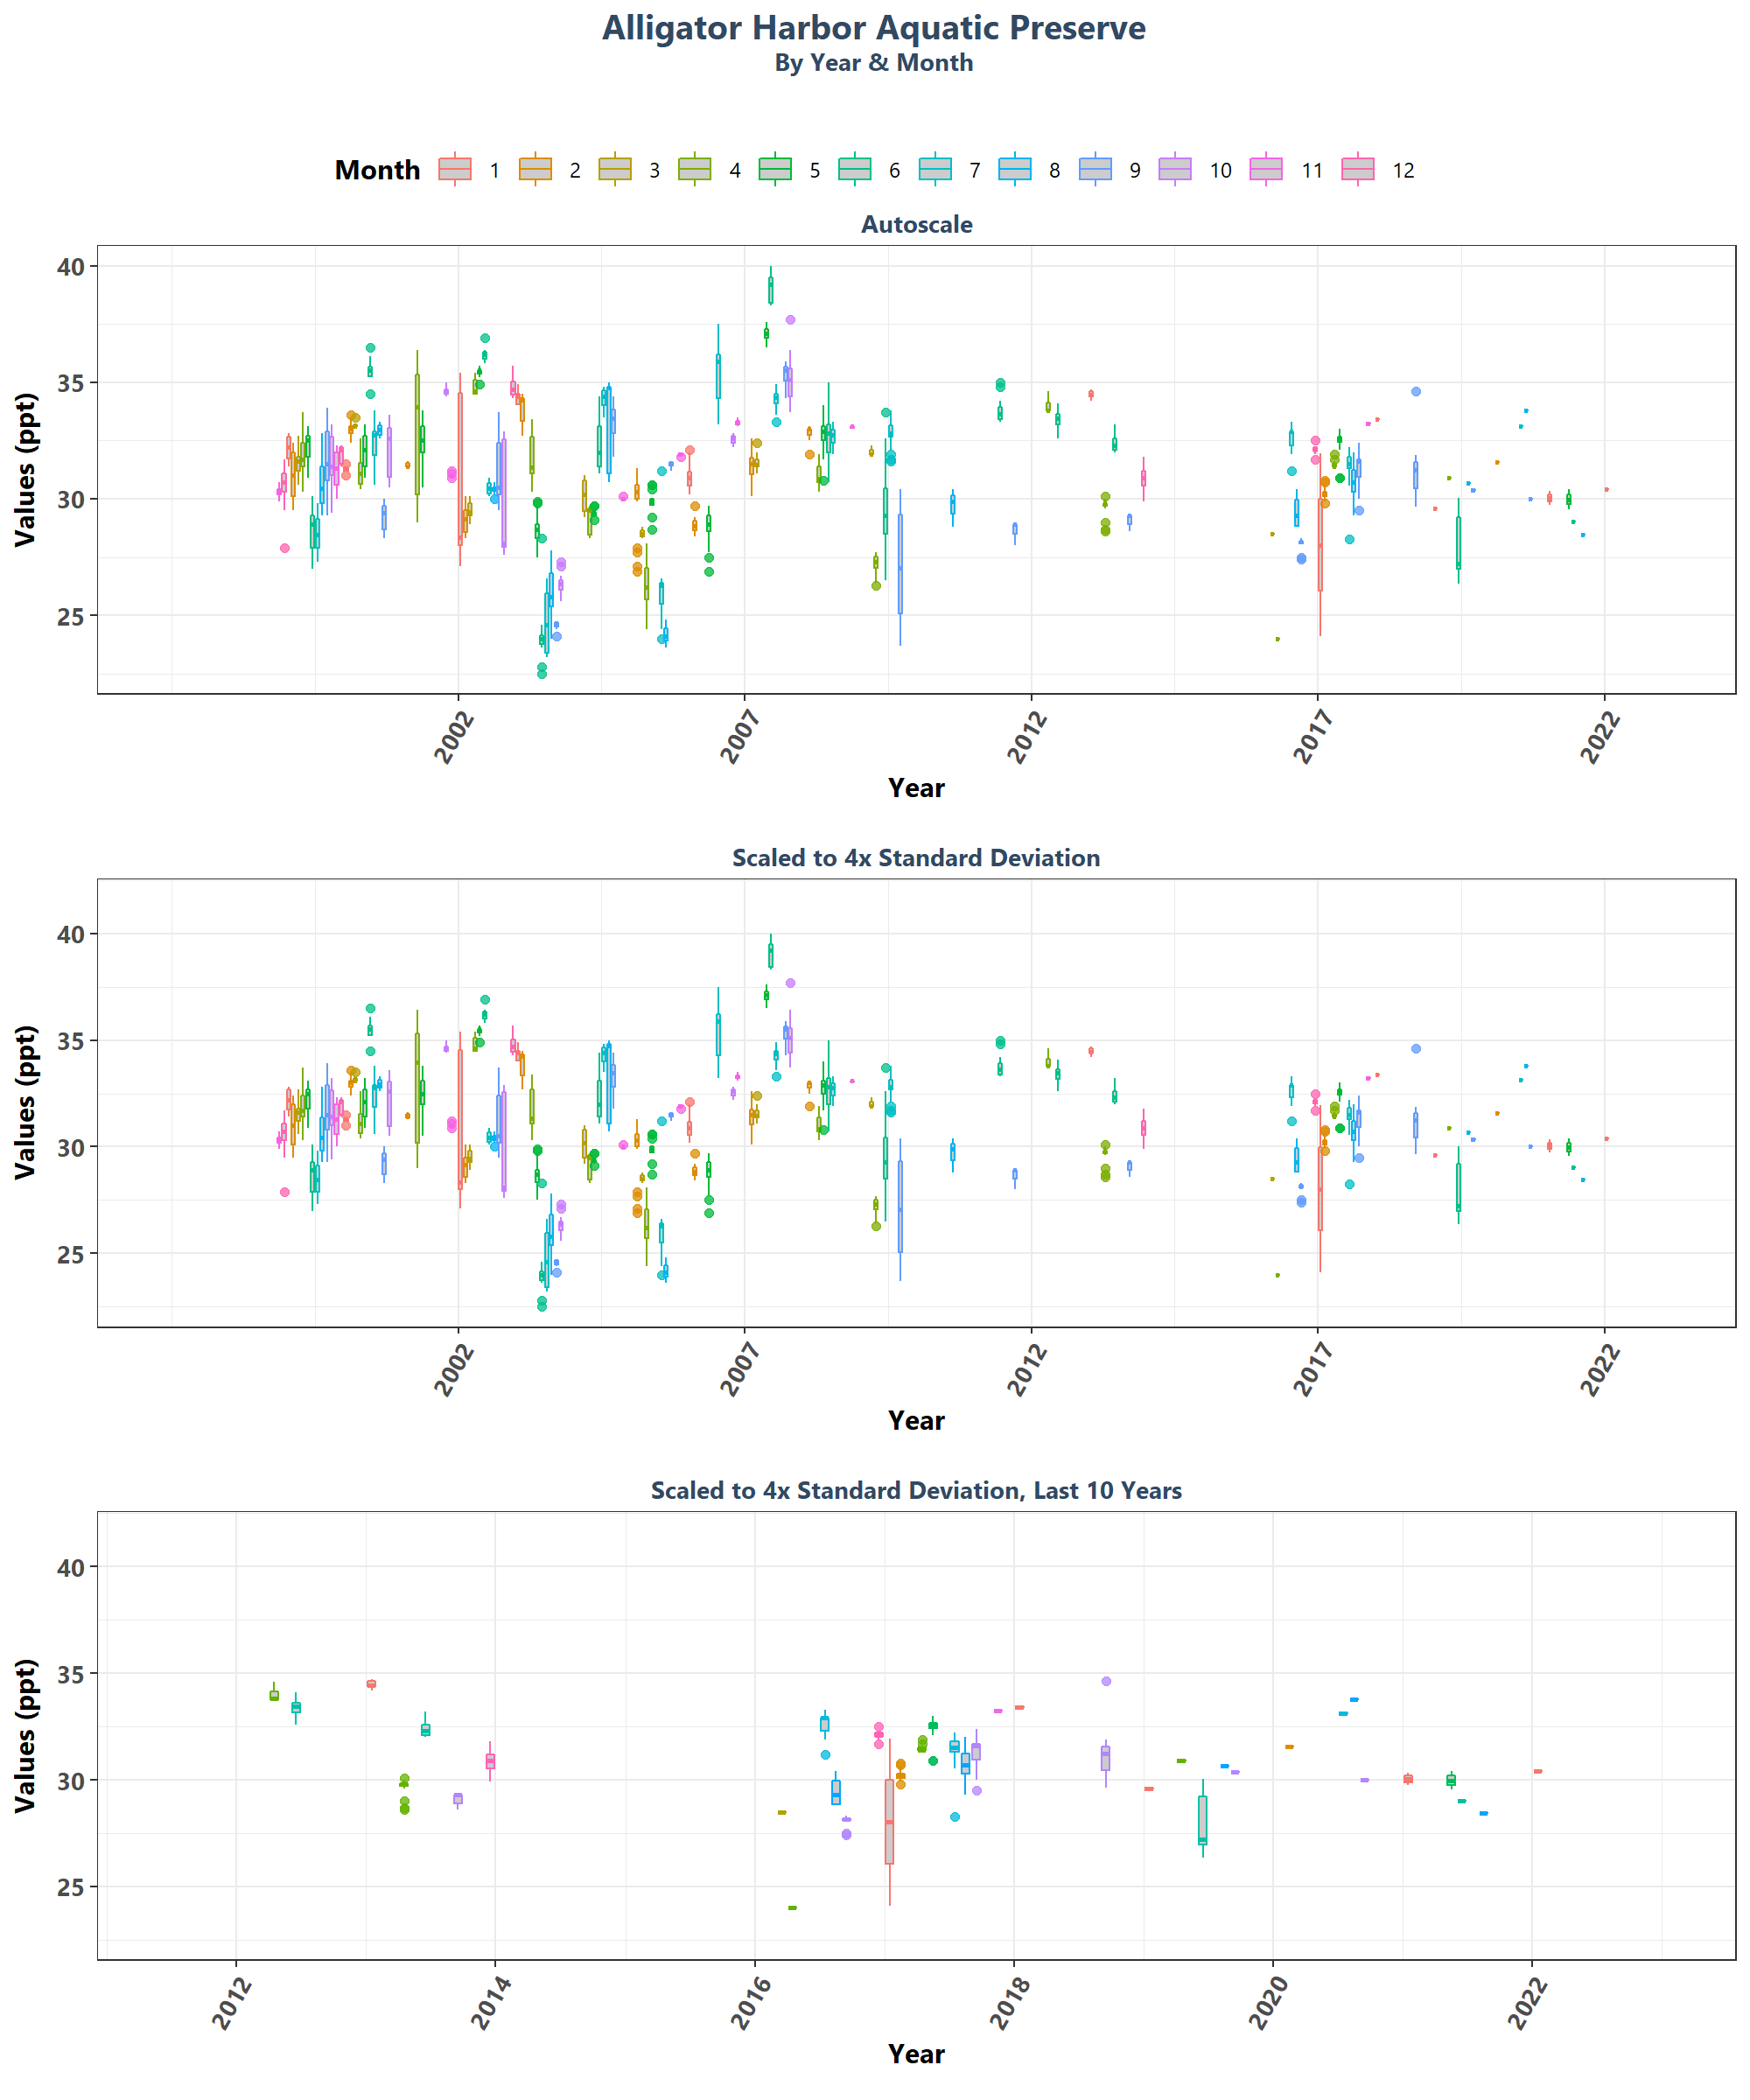 Alligator Harbor Aquatic Preserve
By Year & Month
Month 1 2 3 4 5 6 7 8 9 10 11 12
Autoscale
Values (ppt)
40
35
30
25
2002 2007 2012 2017 2022
Year
Scaled to 4x Standard Deviation
Values (ppt)
40
35
30
25
2002 2007 2012 2017 2022
Year
Scaled to 4x Standard Deviation, Last 10 Years
Values (ppt)
40
35
30
25
2012 2014 2016 2018 2020 2022
Year